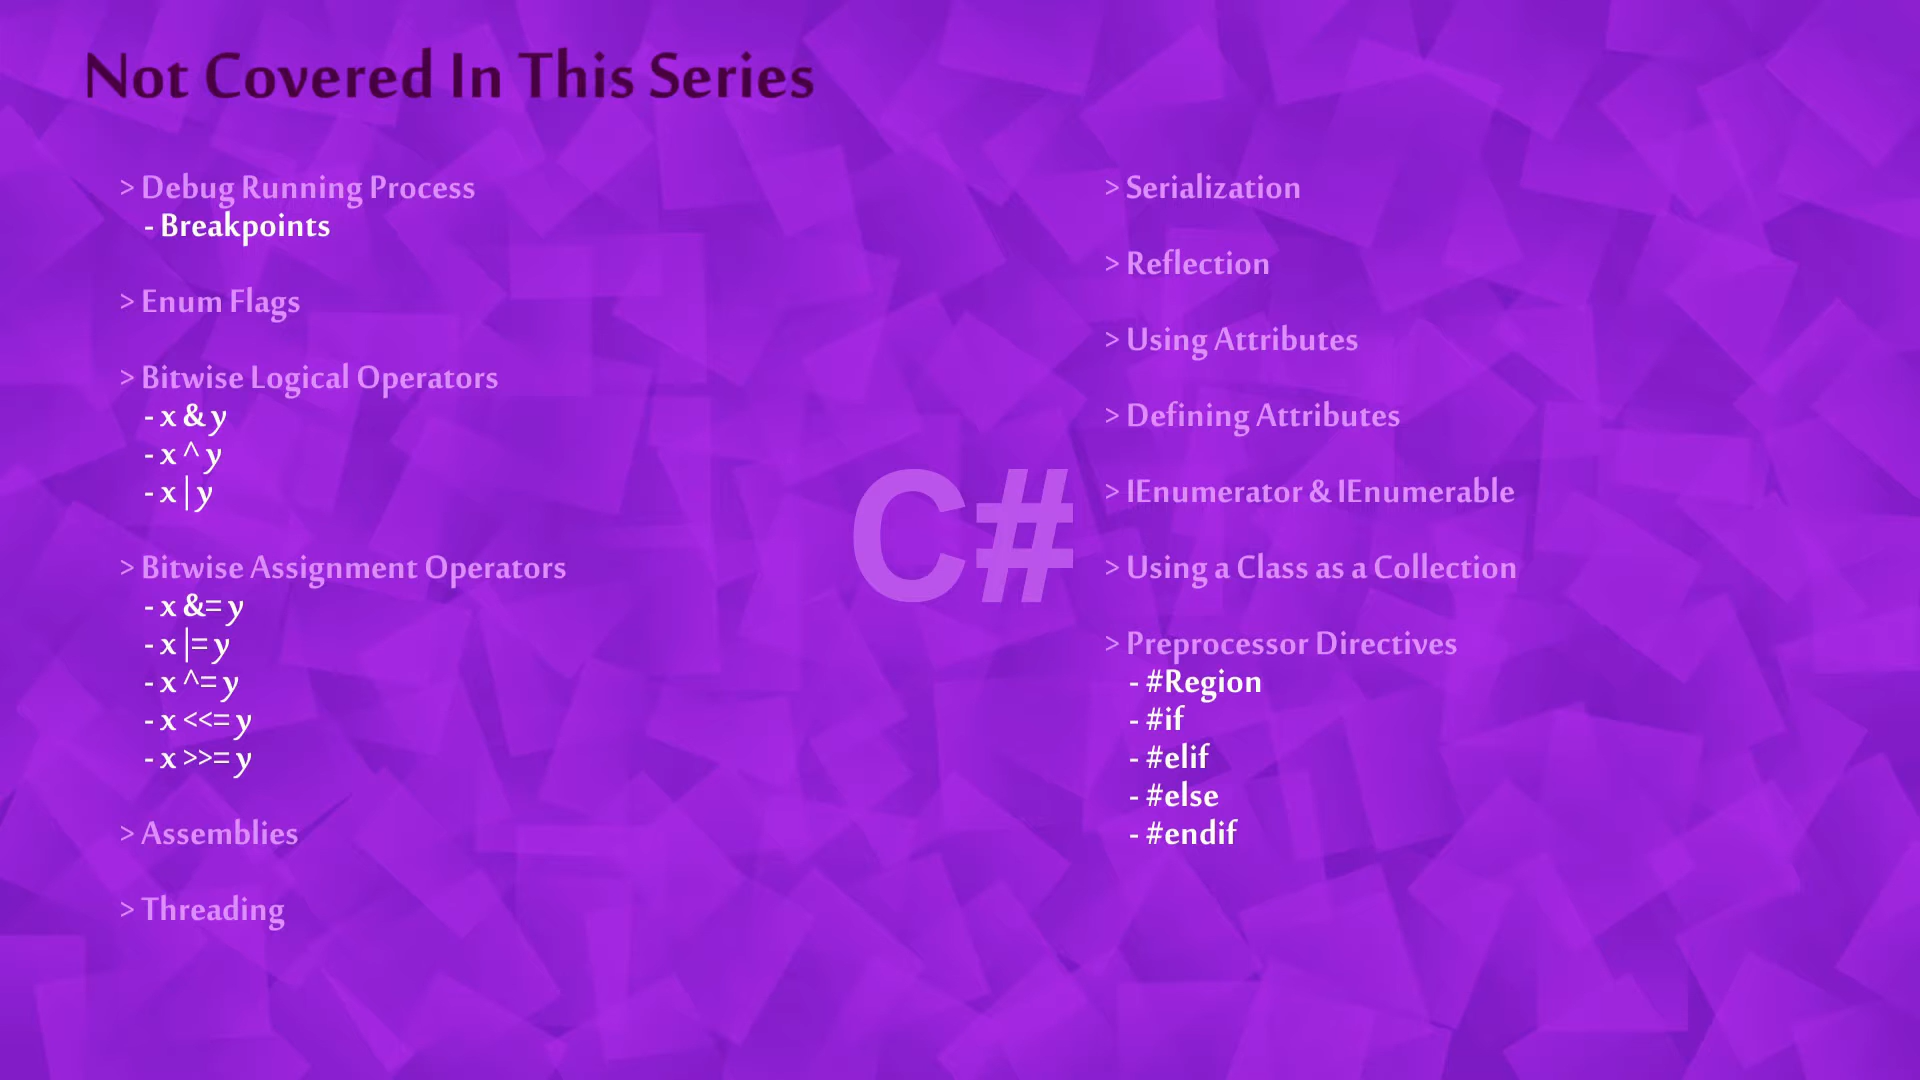 Not Covered In This Series
> Debug Running Process
- Breakpoints
> Enum Flags
> Bitwise Logical Operators
- x & y
- x ^ y
- x | y
> Bitwise Assignment Operators
- x &= y
- x |= y
- x ^= y
- x <<= y
- x >>= y
> Assemblies
> Threading
C#
> Serialization
> Reflection
> Using Attributes
> Defining Attributes
> IEnumerator & IEnumerable
> Using a Class as a Collection
> Preprocessor Directives
- #Region
- #if
- #elif
- #else
- #endif